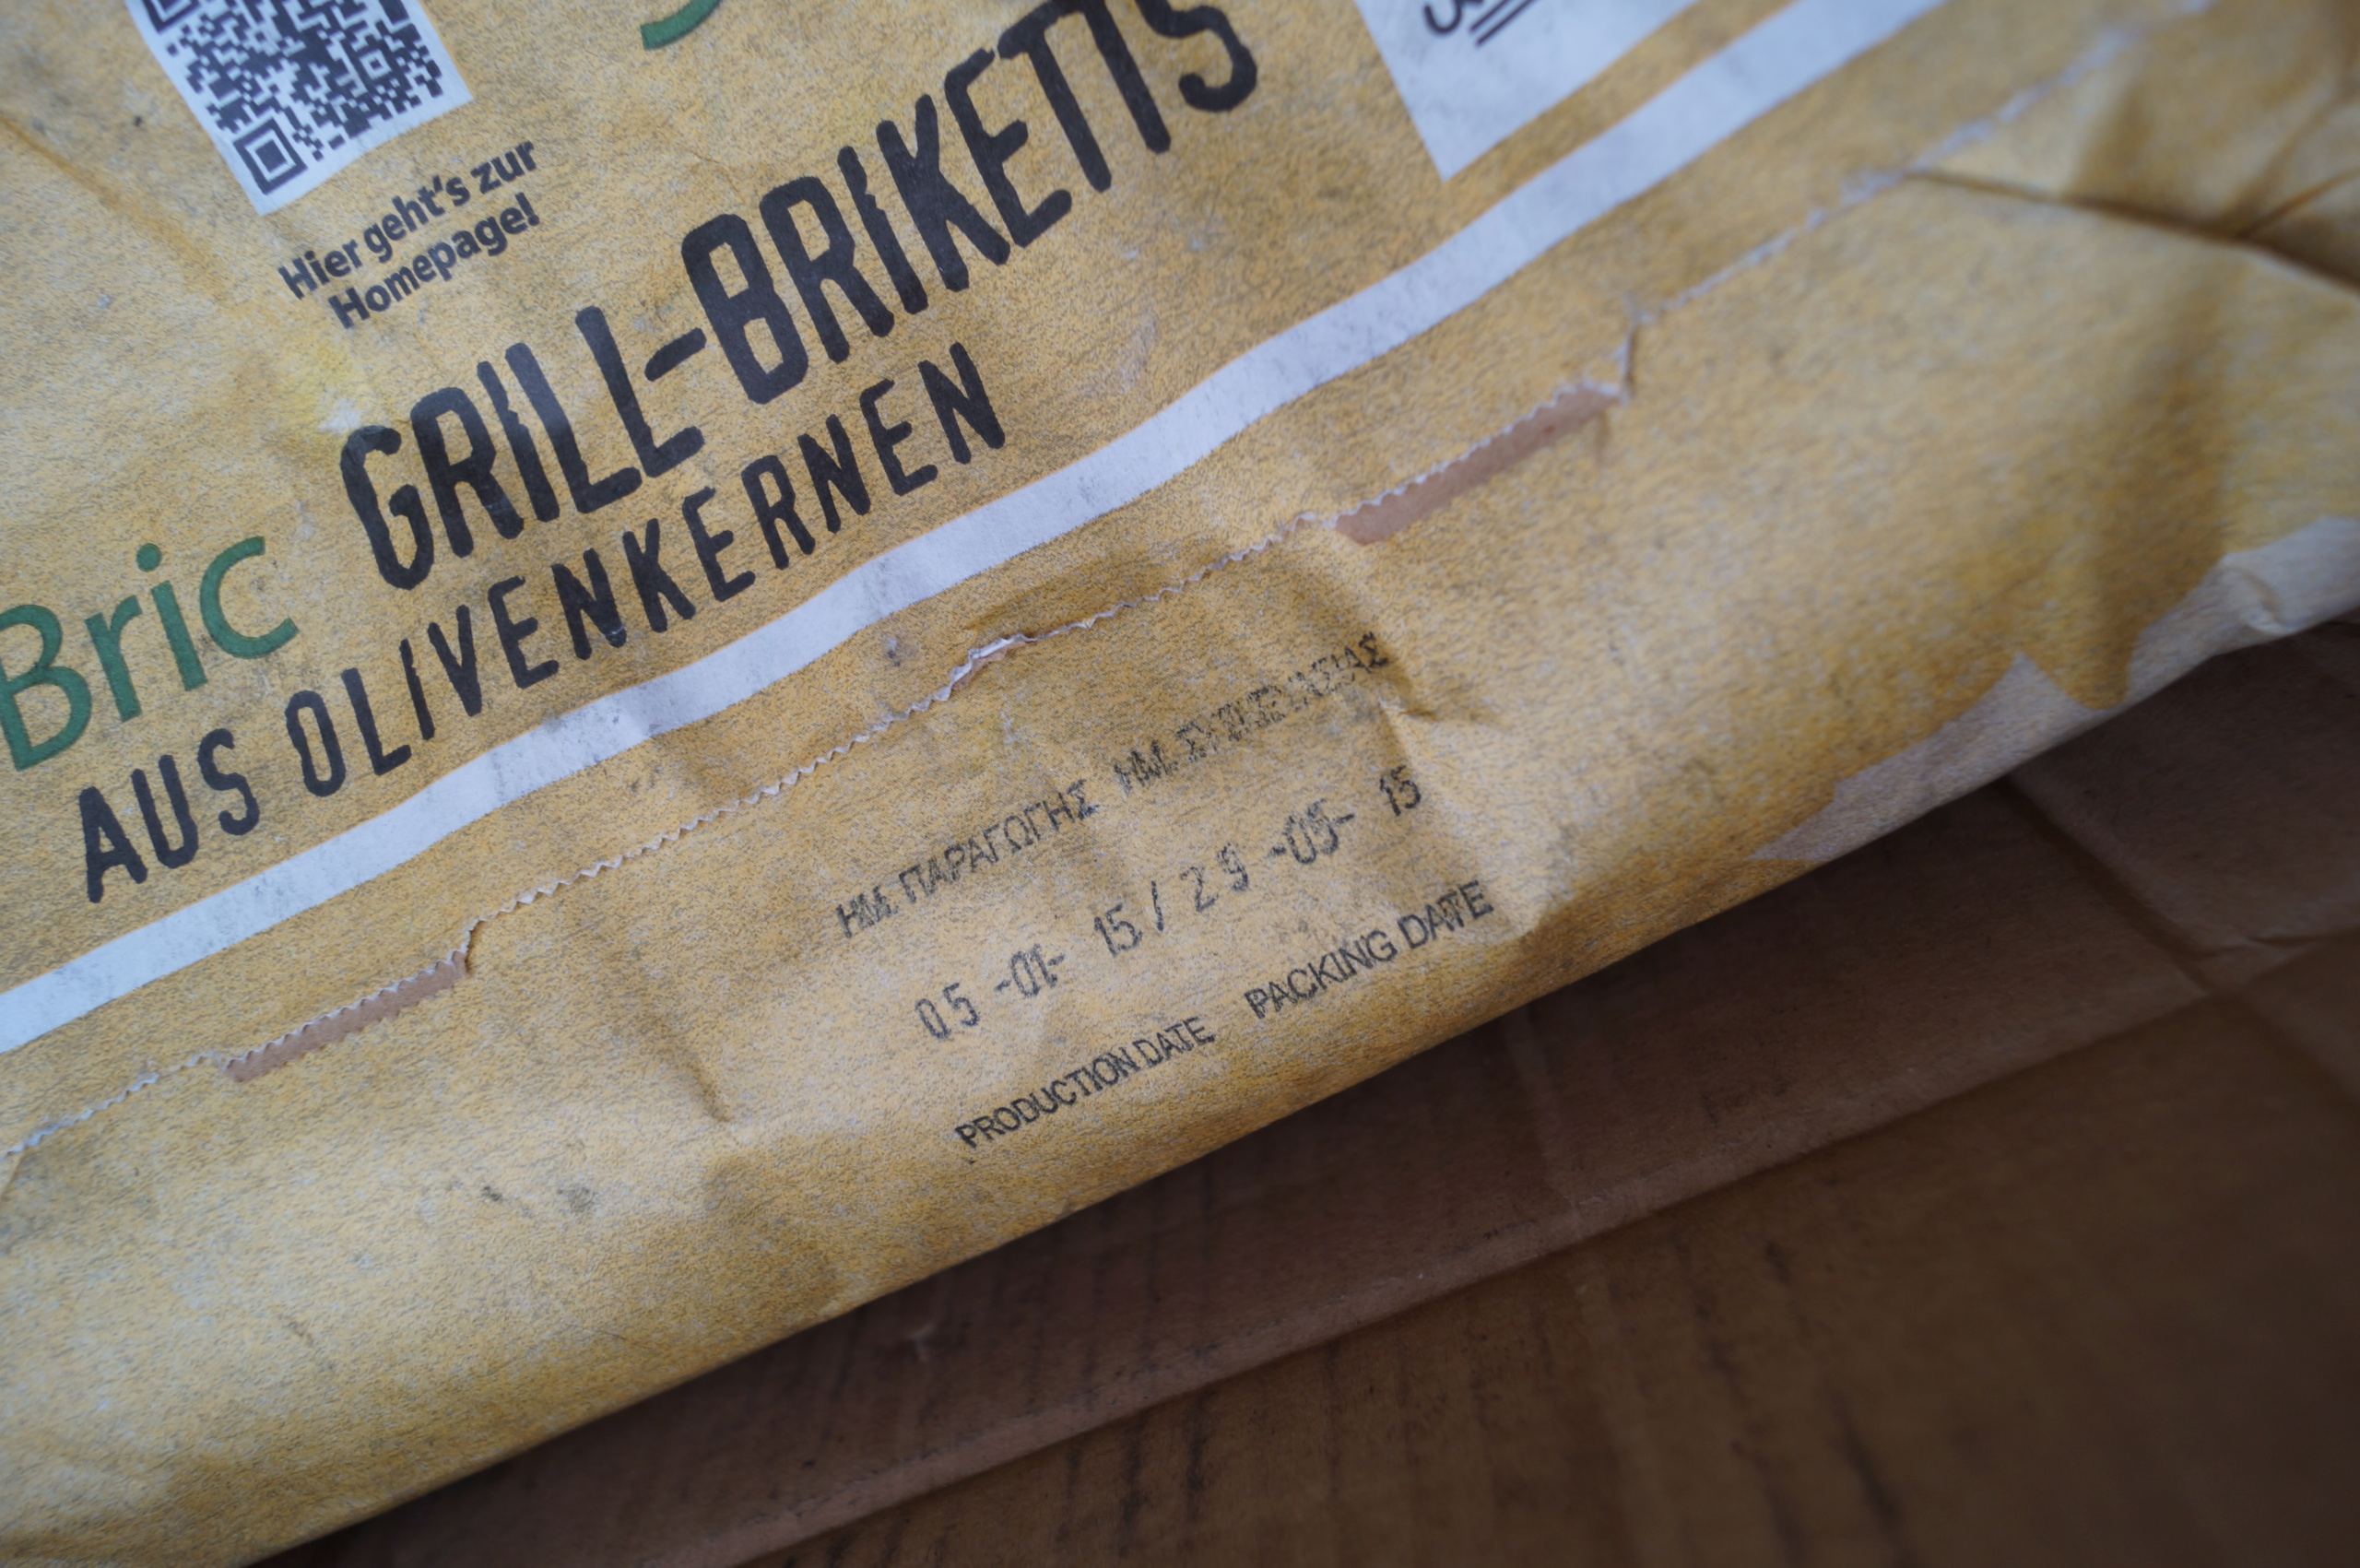 Hier geht's zur
Homepage!
Bric GRILL-BRIKETTS
AUS OLIVENKERNEN
ΗΜ. ΠΑΡΑΓΩΓΗΣ ΗΜ. ΣΥΣΚΕΥΑΣΙΑΣ
05-01- 15/29-05- 15
PRODUCTION DATE PACKING DATE